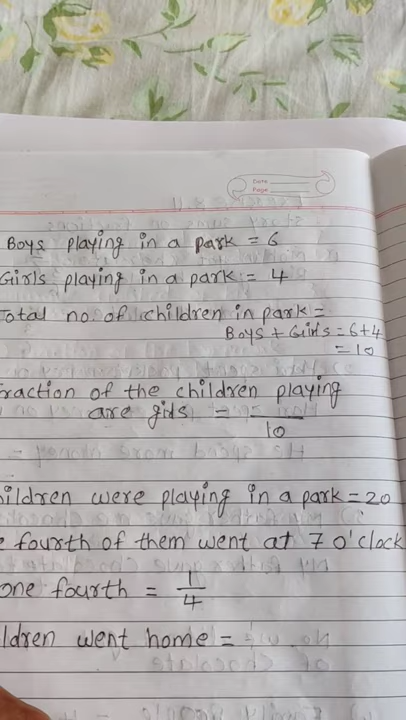 Date
Page
Boys playing in a park = 6
Girls playing in a park = 4
Total no. of children in park =
Boys + Girls = 6+4
= 10
raction of the children playing
are girls = — 10
ildren were playing in a park = 20
e fourth of them went at 7 o'clock
one fourth = 1/4
ldren went home =